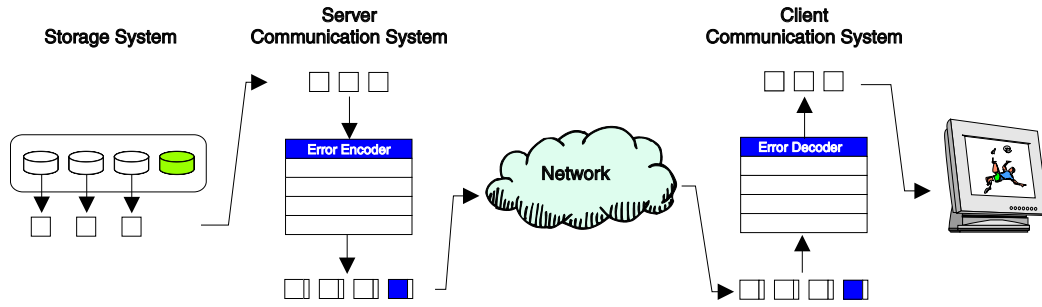 Storage System
Server
Communication System
Client
Communication System
Error Encoder
Network
Error Decoder